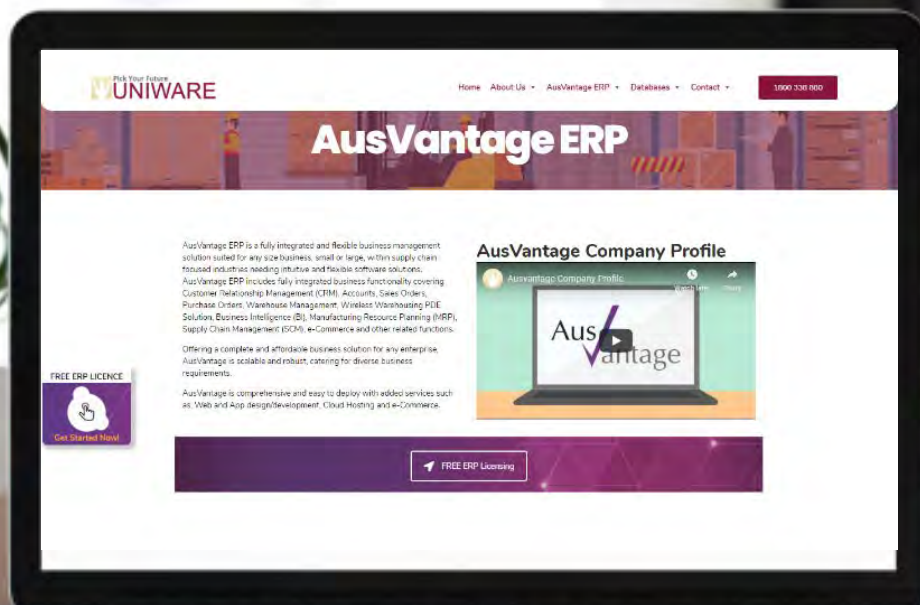 Pick Your Future
UNIWARE
Home About Us AusVantage ERP Databases Contact 1800 338 880
AusVantage ERP
AusVantage ERP is a fully integrated and flexible business management
solution suited for any size business, small or large, within supply chain
focused industries needing intuitive and flexible software solutions.
AusVantage ERP includes fully integrated business functionality covering
Customer Relationship Management (CRM), Accounts, Sales Orders,
Purchase Orders, Warehouse Management, Wireless Warehousing PDE
Solution, Business Intelligence (BI), Manufacturing Resource Planning (MRP),
Supply Chain Management (SCM), e-Commerce and other related functions.
Offering a complete and affordable business solution for any enterprise,
AusVantage is scalable and robust, catering for diverse business
requirements.
AusVantage is comprehensive and easy to deploy with added services such
as, Web and App design/development, Cloud Hosting and e-Commerce.
AusVantage Company Profile
Ausvantage Company Profile
Watch later Share
Aus
Vantage
FREE ERP LICENCE
Get Started Now!
FREE ERP Licensing